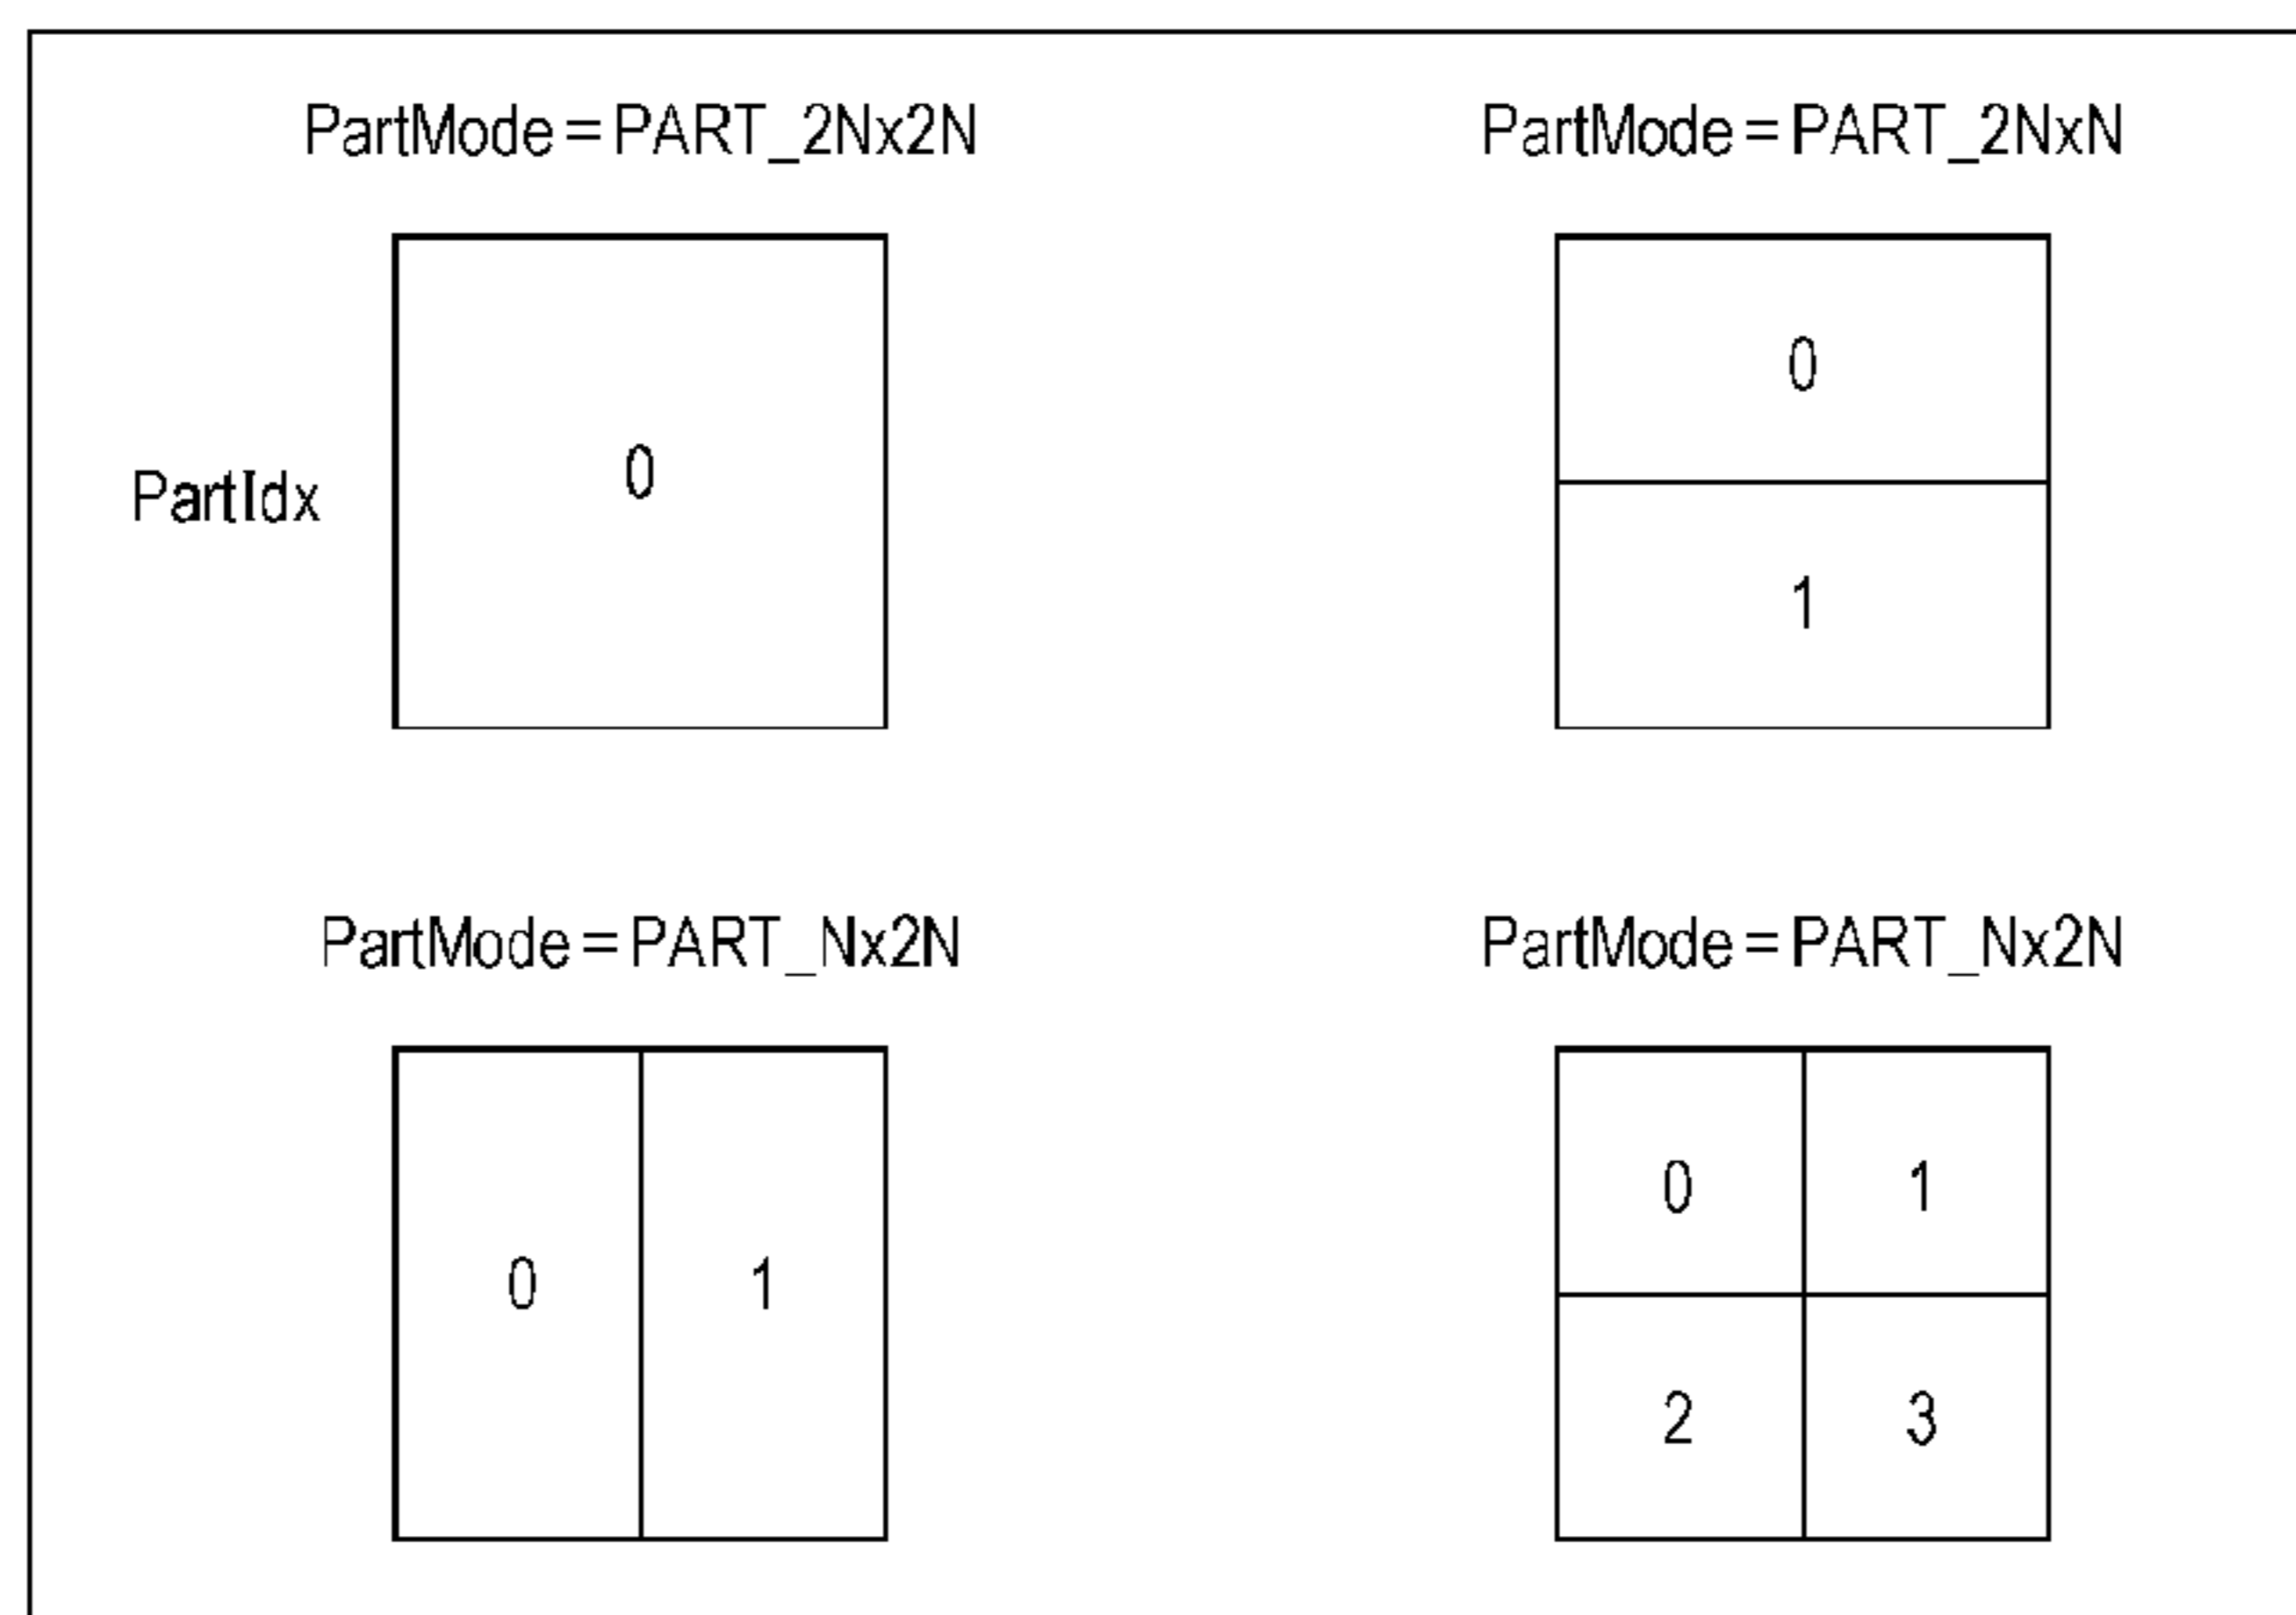 PartMode = PART_2Nx2N
PartMode = PART_2NxN
PartIdx
0
0
1
PartMode = PART_Nx2N
PartMode = PART_Nx2N
0 1
0 1
2 3